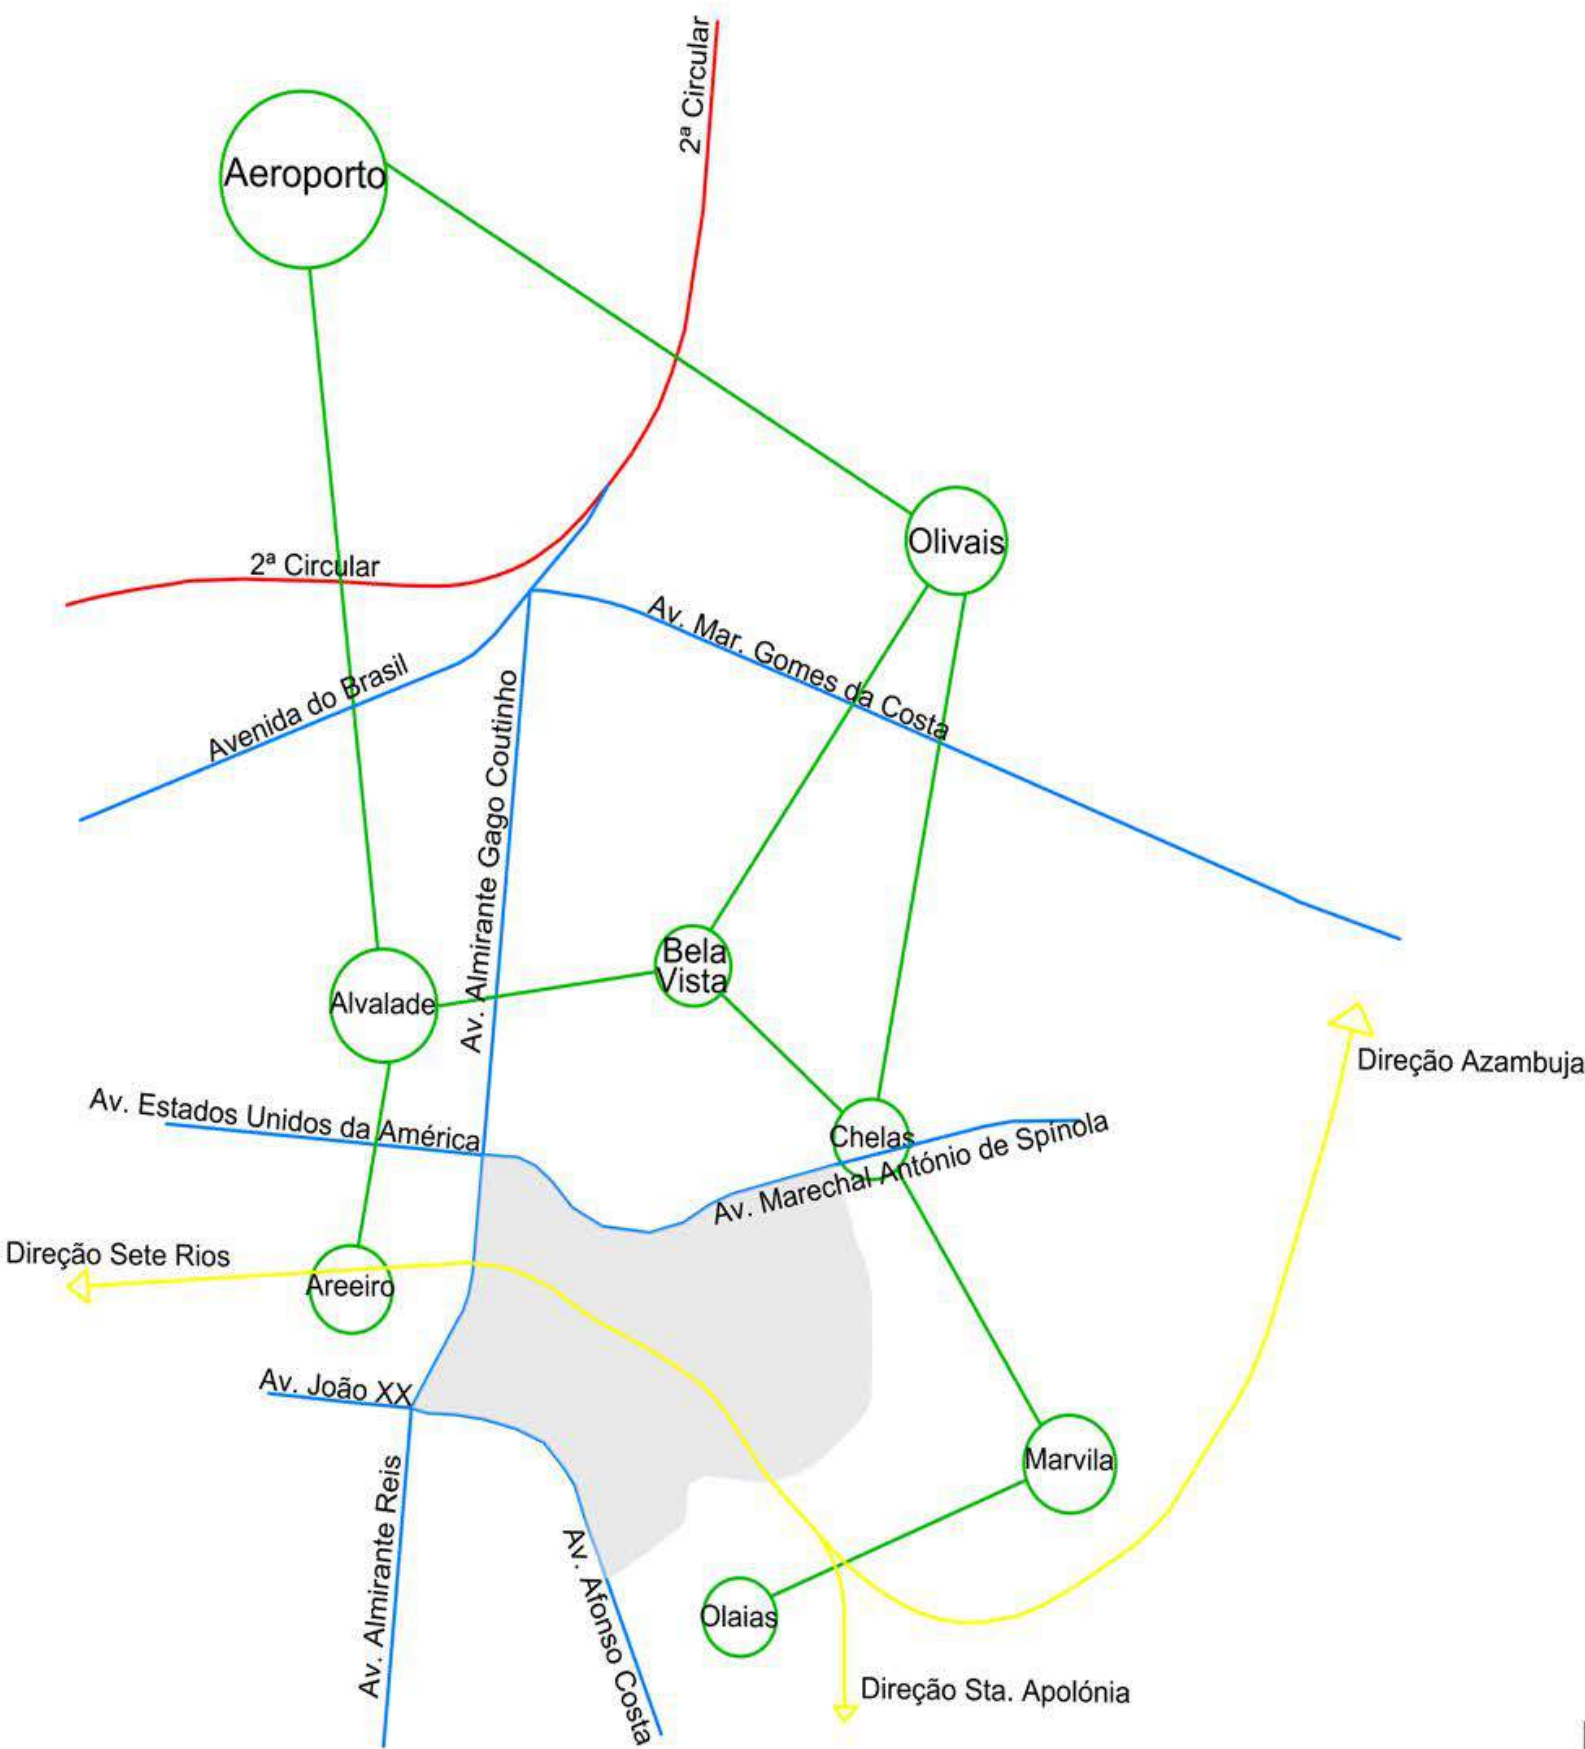 2ª Circular
Aeroporto
Olivais
2ª Circular
Av. Mar. Gomes da Costa
Avenida do Brasil
Av. Almirante Gago Coutinho
Bela
Vista
Alvalade
Direção Azambuja
Av. Estados Unidos da América
Chelas
Av. Marechal António de Spínola
Direção Sete Rios
Areeiro
Av. João XX
Marvila
Av. Almirante Reis
Av. Afonso Costa
Olaias
Direção Sta. Apolónia